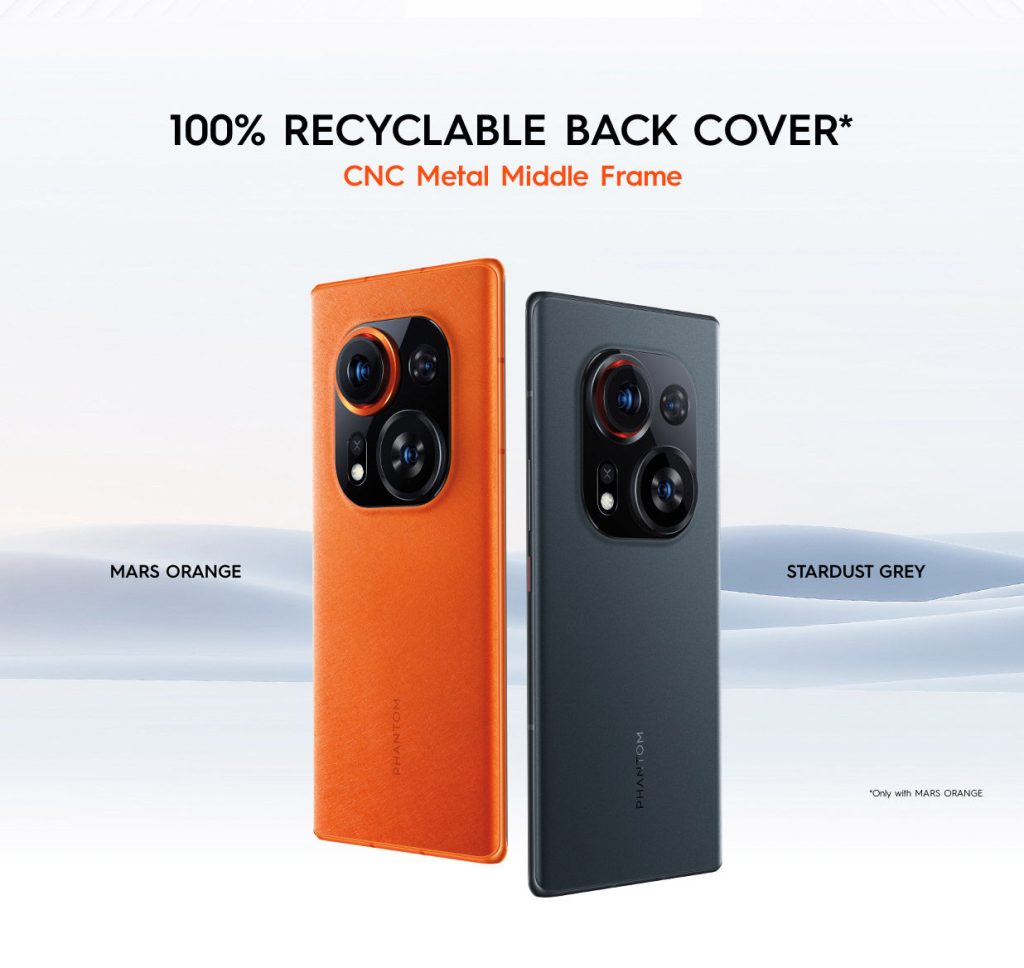 100% RECYCLABLE BACK COVER*
CNC Metal Middle Frame
MARS ORANGE
STARDUST GREY
PHANTOM
PHANTOM
*Only with MARS ORANGE